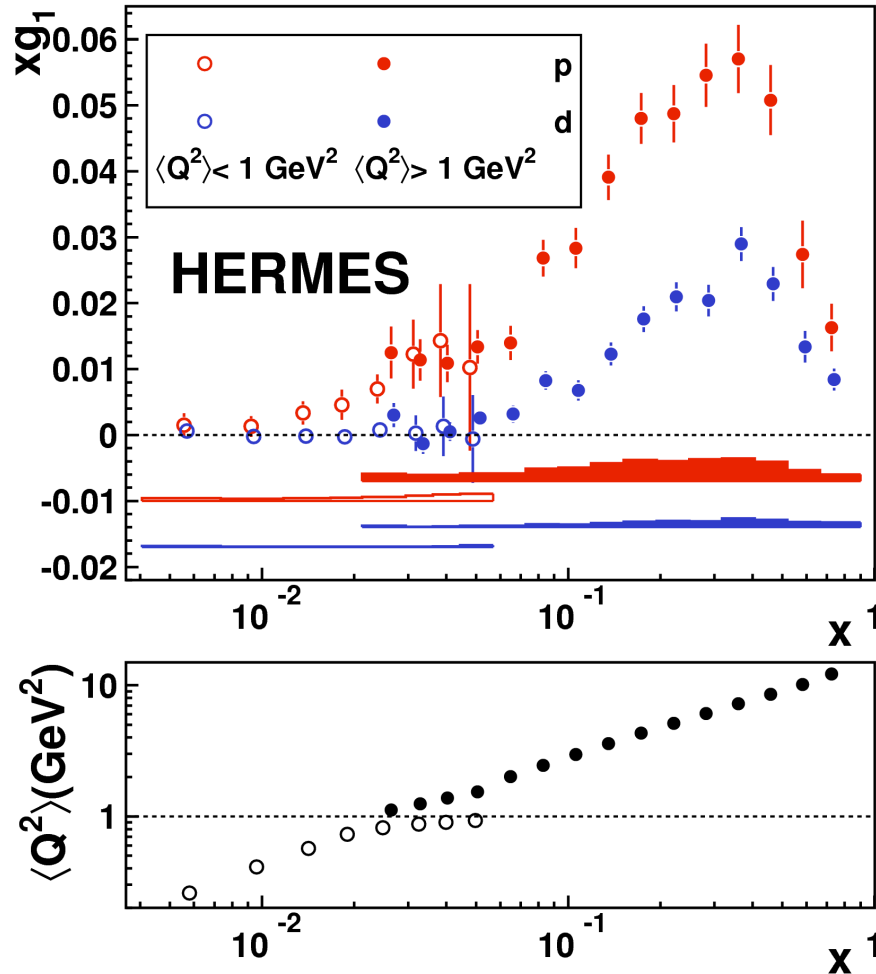 xg₁
0.06
0.05
0.04
0.03
0.02
0.01
0
-0.01
-0.02
p
d
⟨Q²⟩< 1 GeV² ⟨Q²⟩> 1 GeV²
HERMES
10⁻² 10⁻¹ 1
x
⟨Q²⟩(GeV²)
10
1
10⁻² 10⁻¹ 1
x